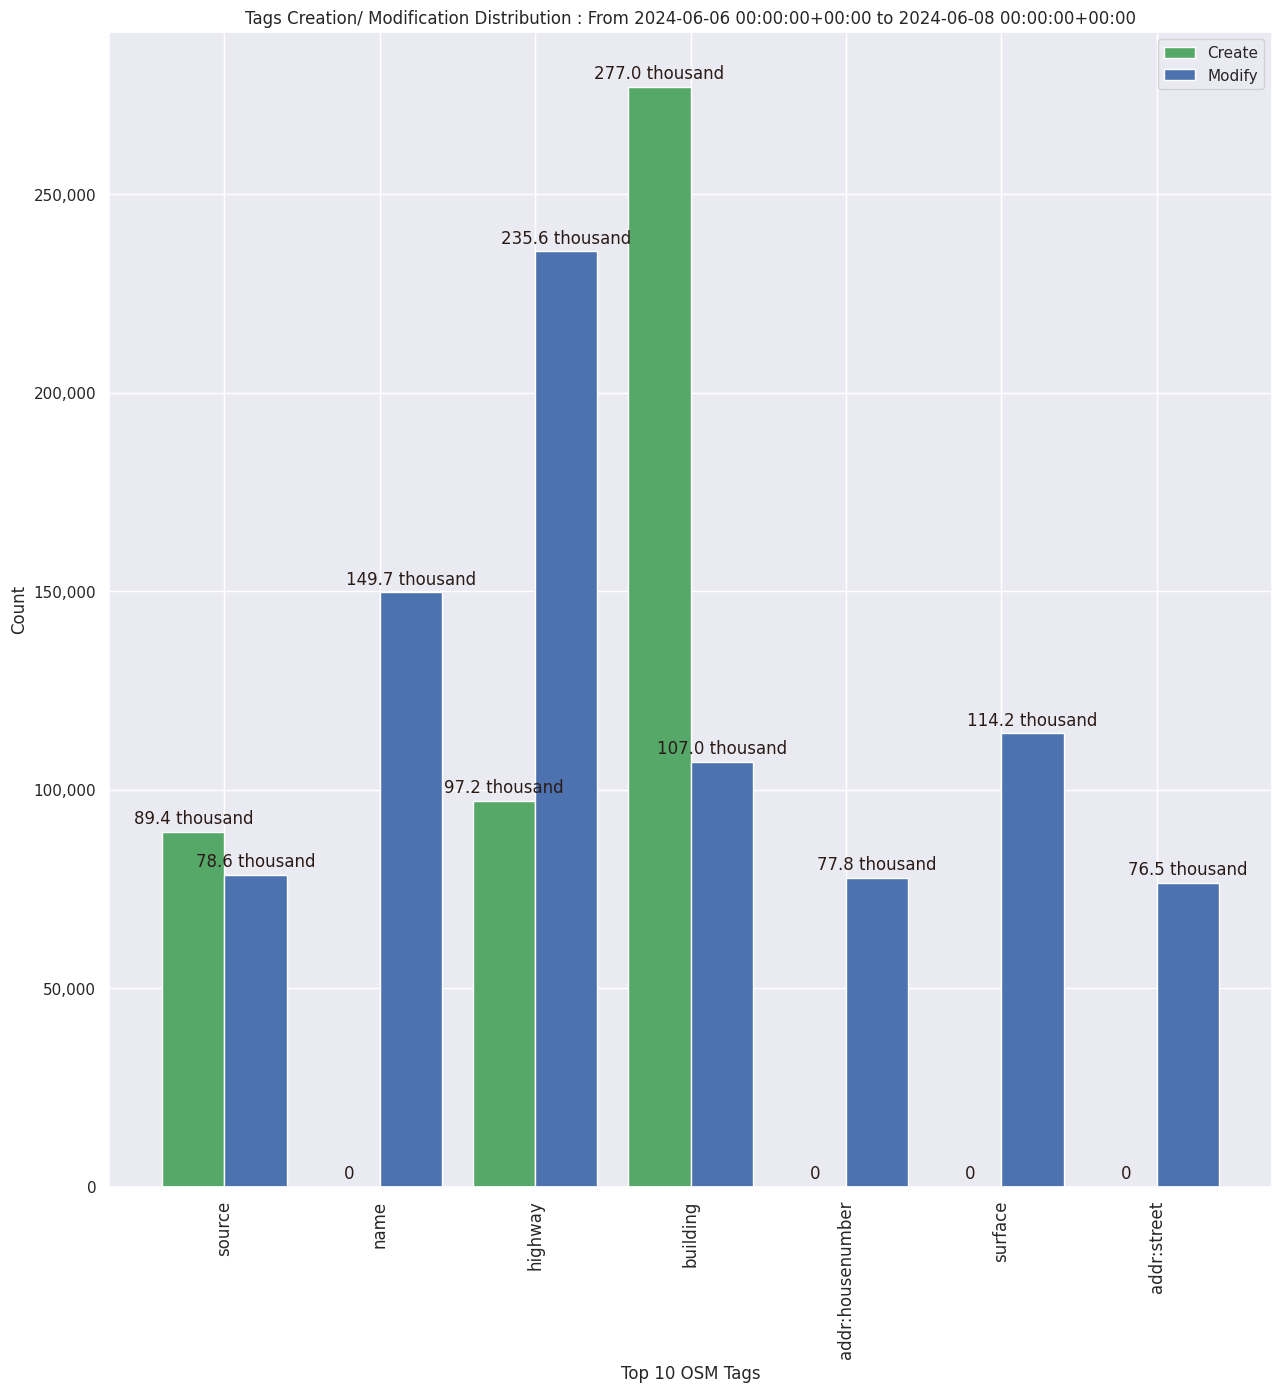 Tags Creation/ Modification Distribution : From 2024-06-06 00:00:00+00:00 to 2024-06-08 00:00:00+00:00
Create
Modify
277.0 thousand
235.6 thousand
149.7 thousand
114.2 thousand
107.0 thousand
97.2 thousand
89.4 thousand
78.6 thousand
77.8 thousand
76.5 thousand
0
0
0
0
250,000
200,000
150,000
100,000
50,000
0
Count
source
name
highway
building
addr:housenumber
surface
addr:street
Top 10 OSM Tags